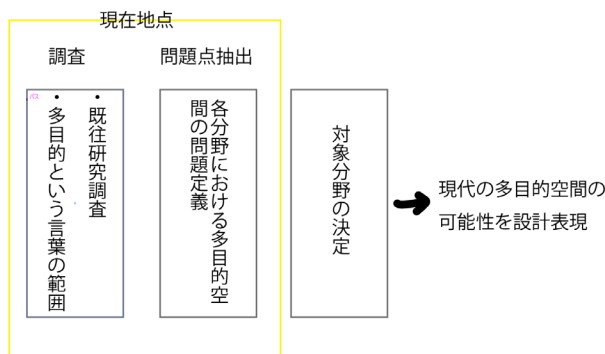 現在地点
調査
問題点抽出
・既往研究調査
・多目的という言葉の範囲
各分野における多目的空
間の問題定義
対象分野の決定
現代の多目的空間の
可能性を設計表現